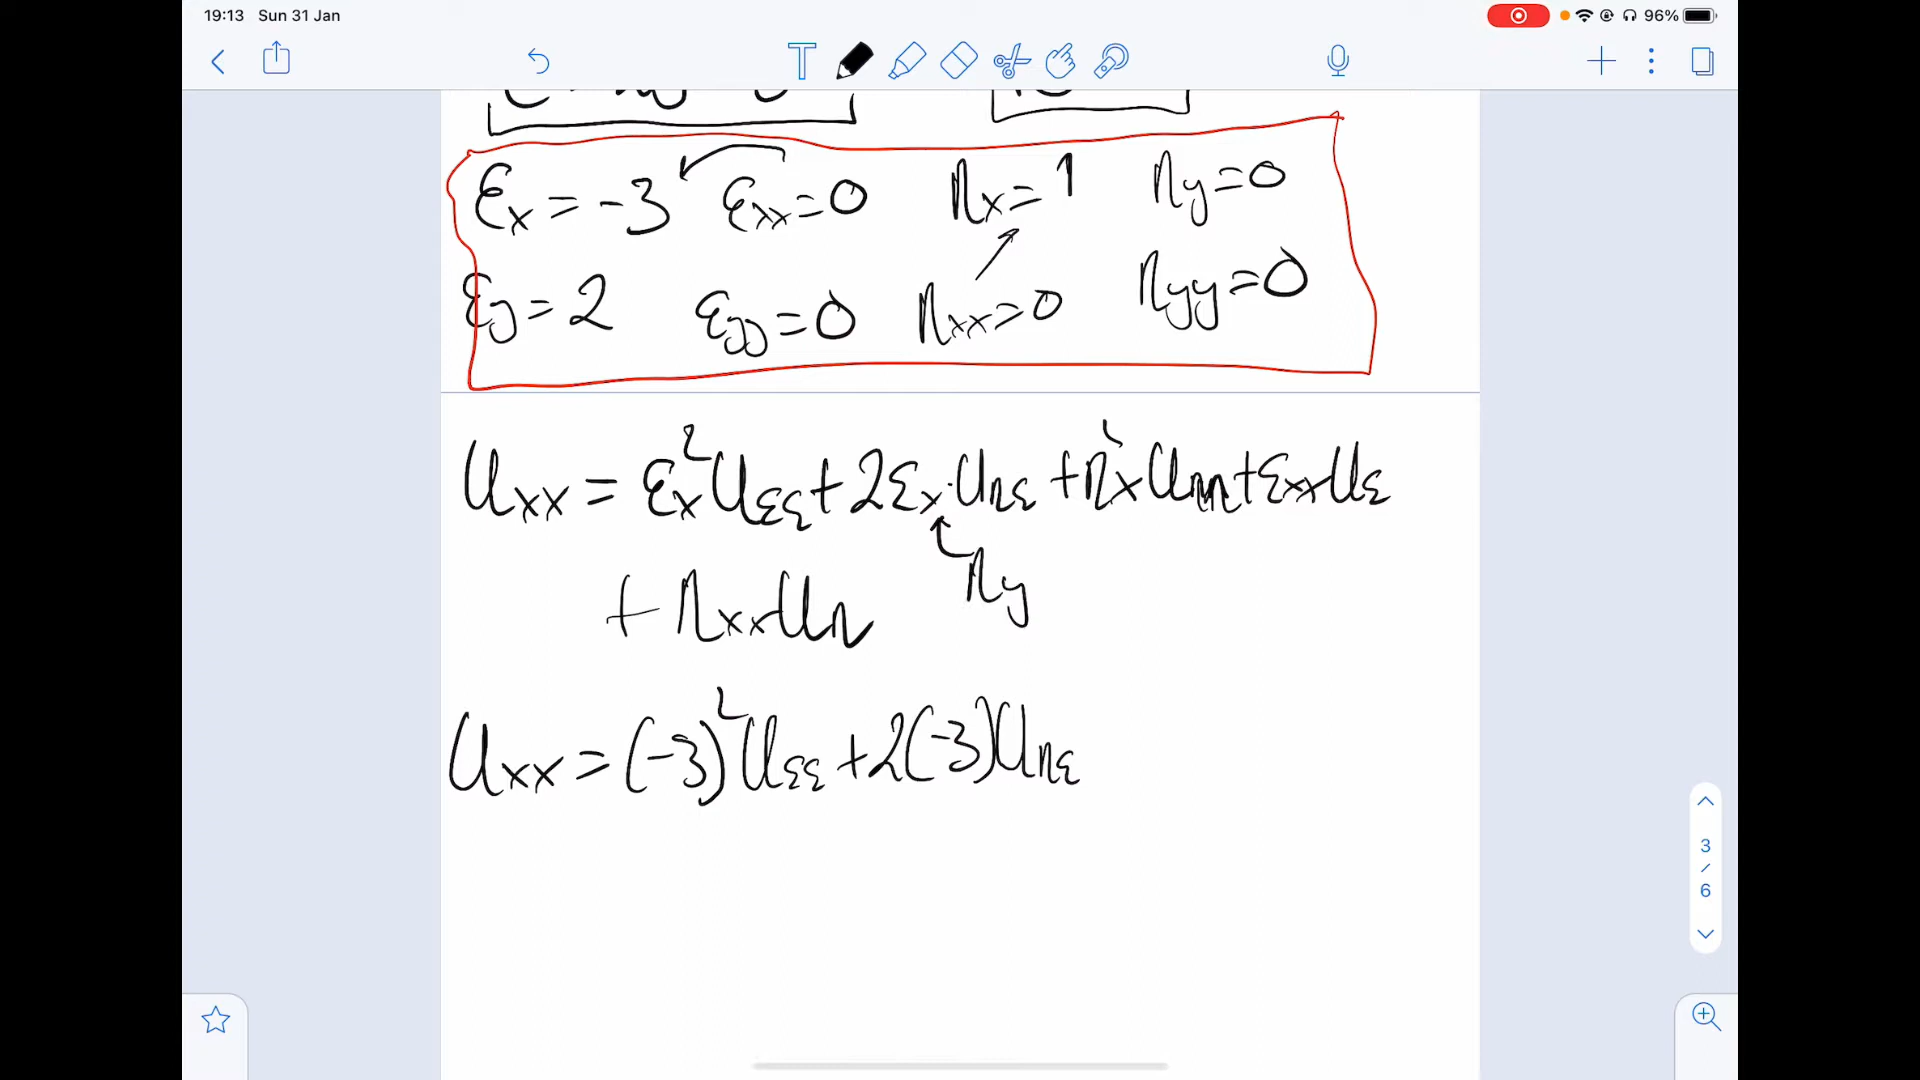 19:13 Sun 31 Jan 96%
T
εx = -3 εxx = 0 ηx = 1 ηy = 0
εy = 2 εyy = 0 ηxx = 0 ηyy = 0
Uxx = εx² Uεε + 2εx · Uηε + ηx² Uηη + εxx Uε
ηy
+ ηxx Uη
Uxx = (-3)² Uεε + 2(-3) Uηε
3
/
6